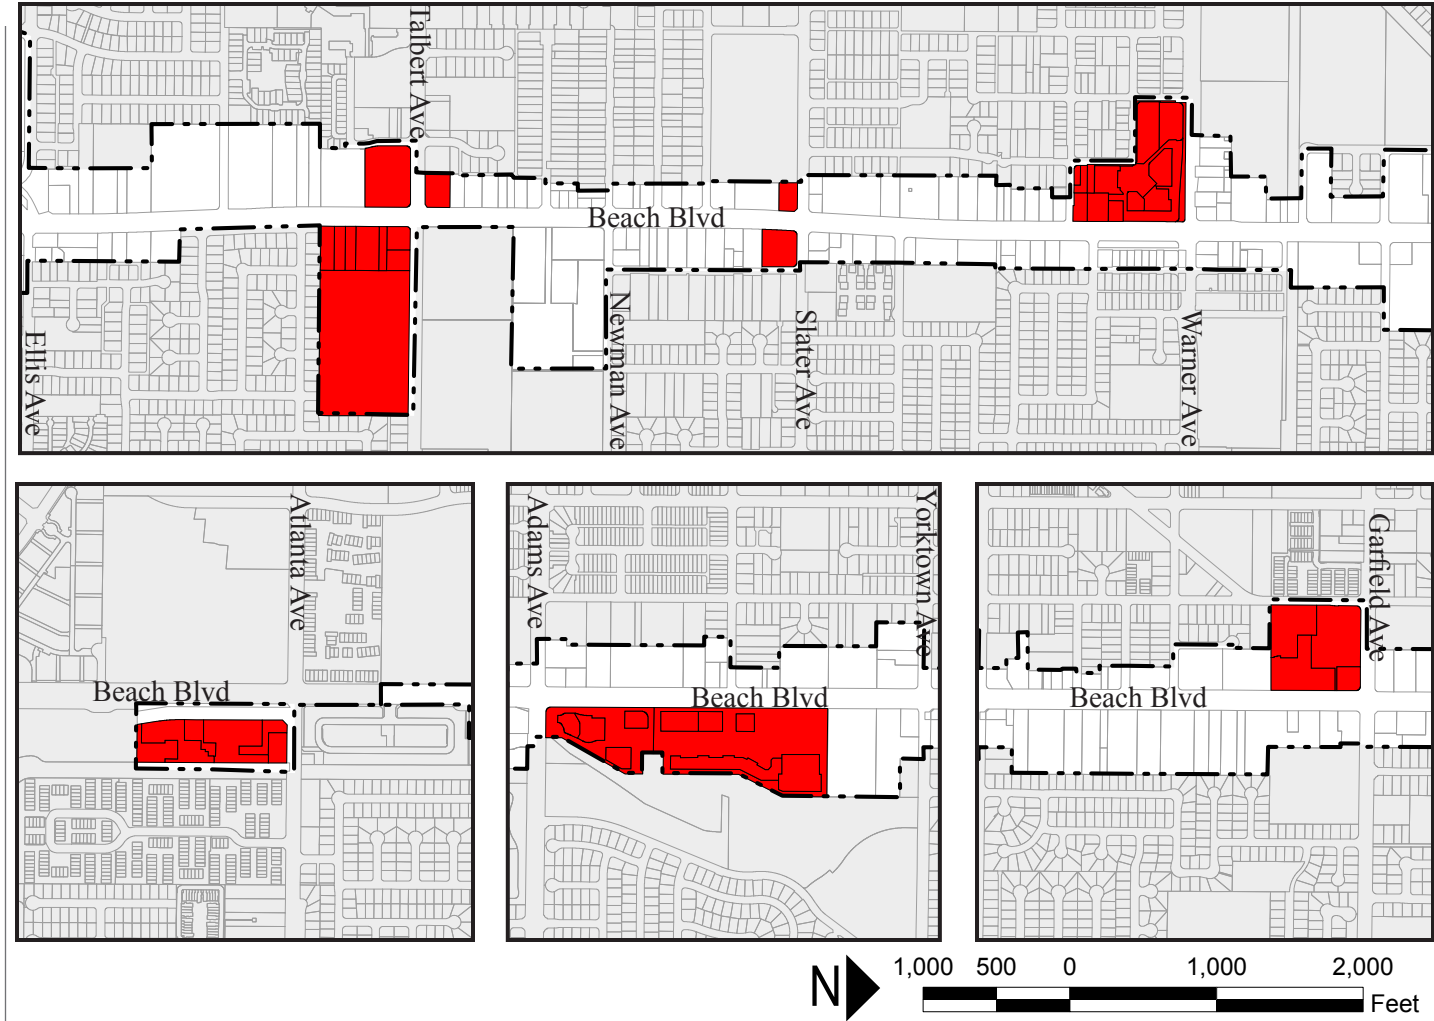 Talbert Ave
Beach Blvd
Ellis Ave
Newman Ave
Slater Ave
Warner Ave
Atlanta Ave
Beach Blvd
Adams Ave
Yorktown Ave
Beach Blvd
Garfield Ave
Beach Blvd
N
1,000 500 0 1,000 2,000
Feet